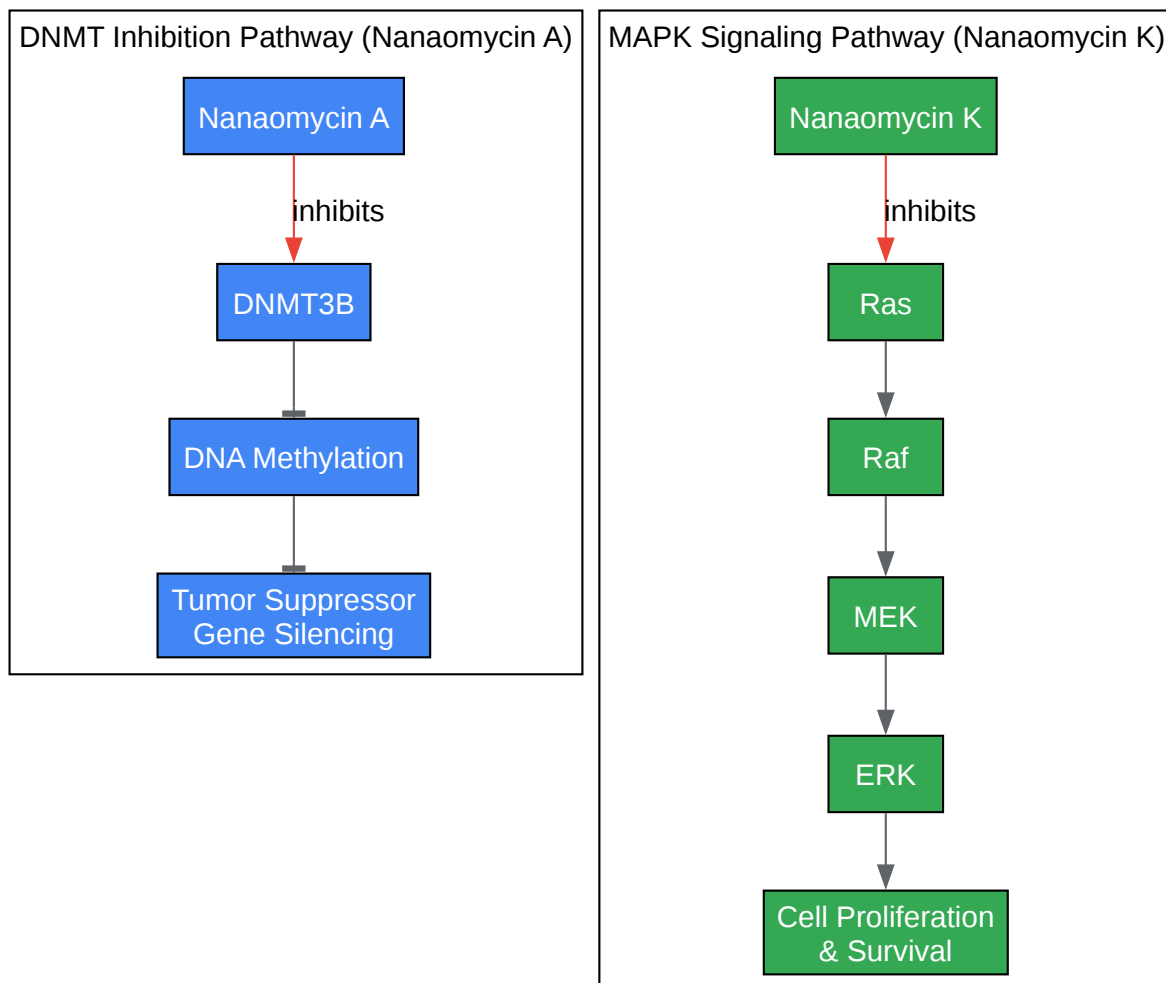 DNMT Inhibition Pathway (Nanaomycin A)
Nanaomycin A
inhibits
DNMT3B
DNA Methylation
Tumor Suppressor
Gene Silencing
MAPK Signaling Pathway (Nanaomycin K)
Nanaomycin K
inhibits
Ras
Raf
MEK
ERK
Cell Proliferation
& Survival